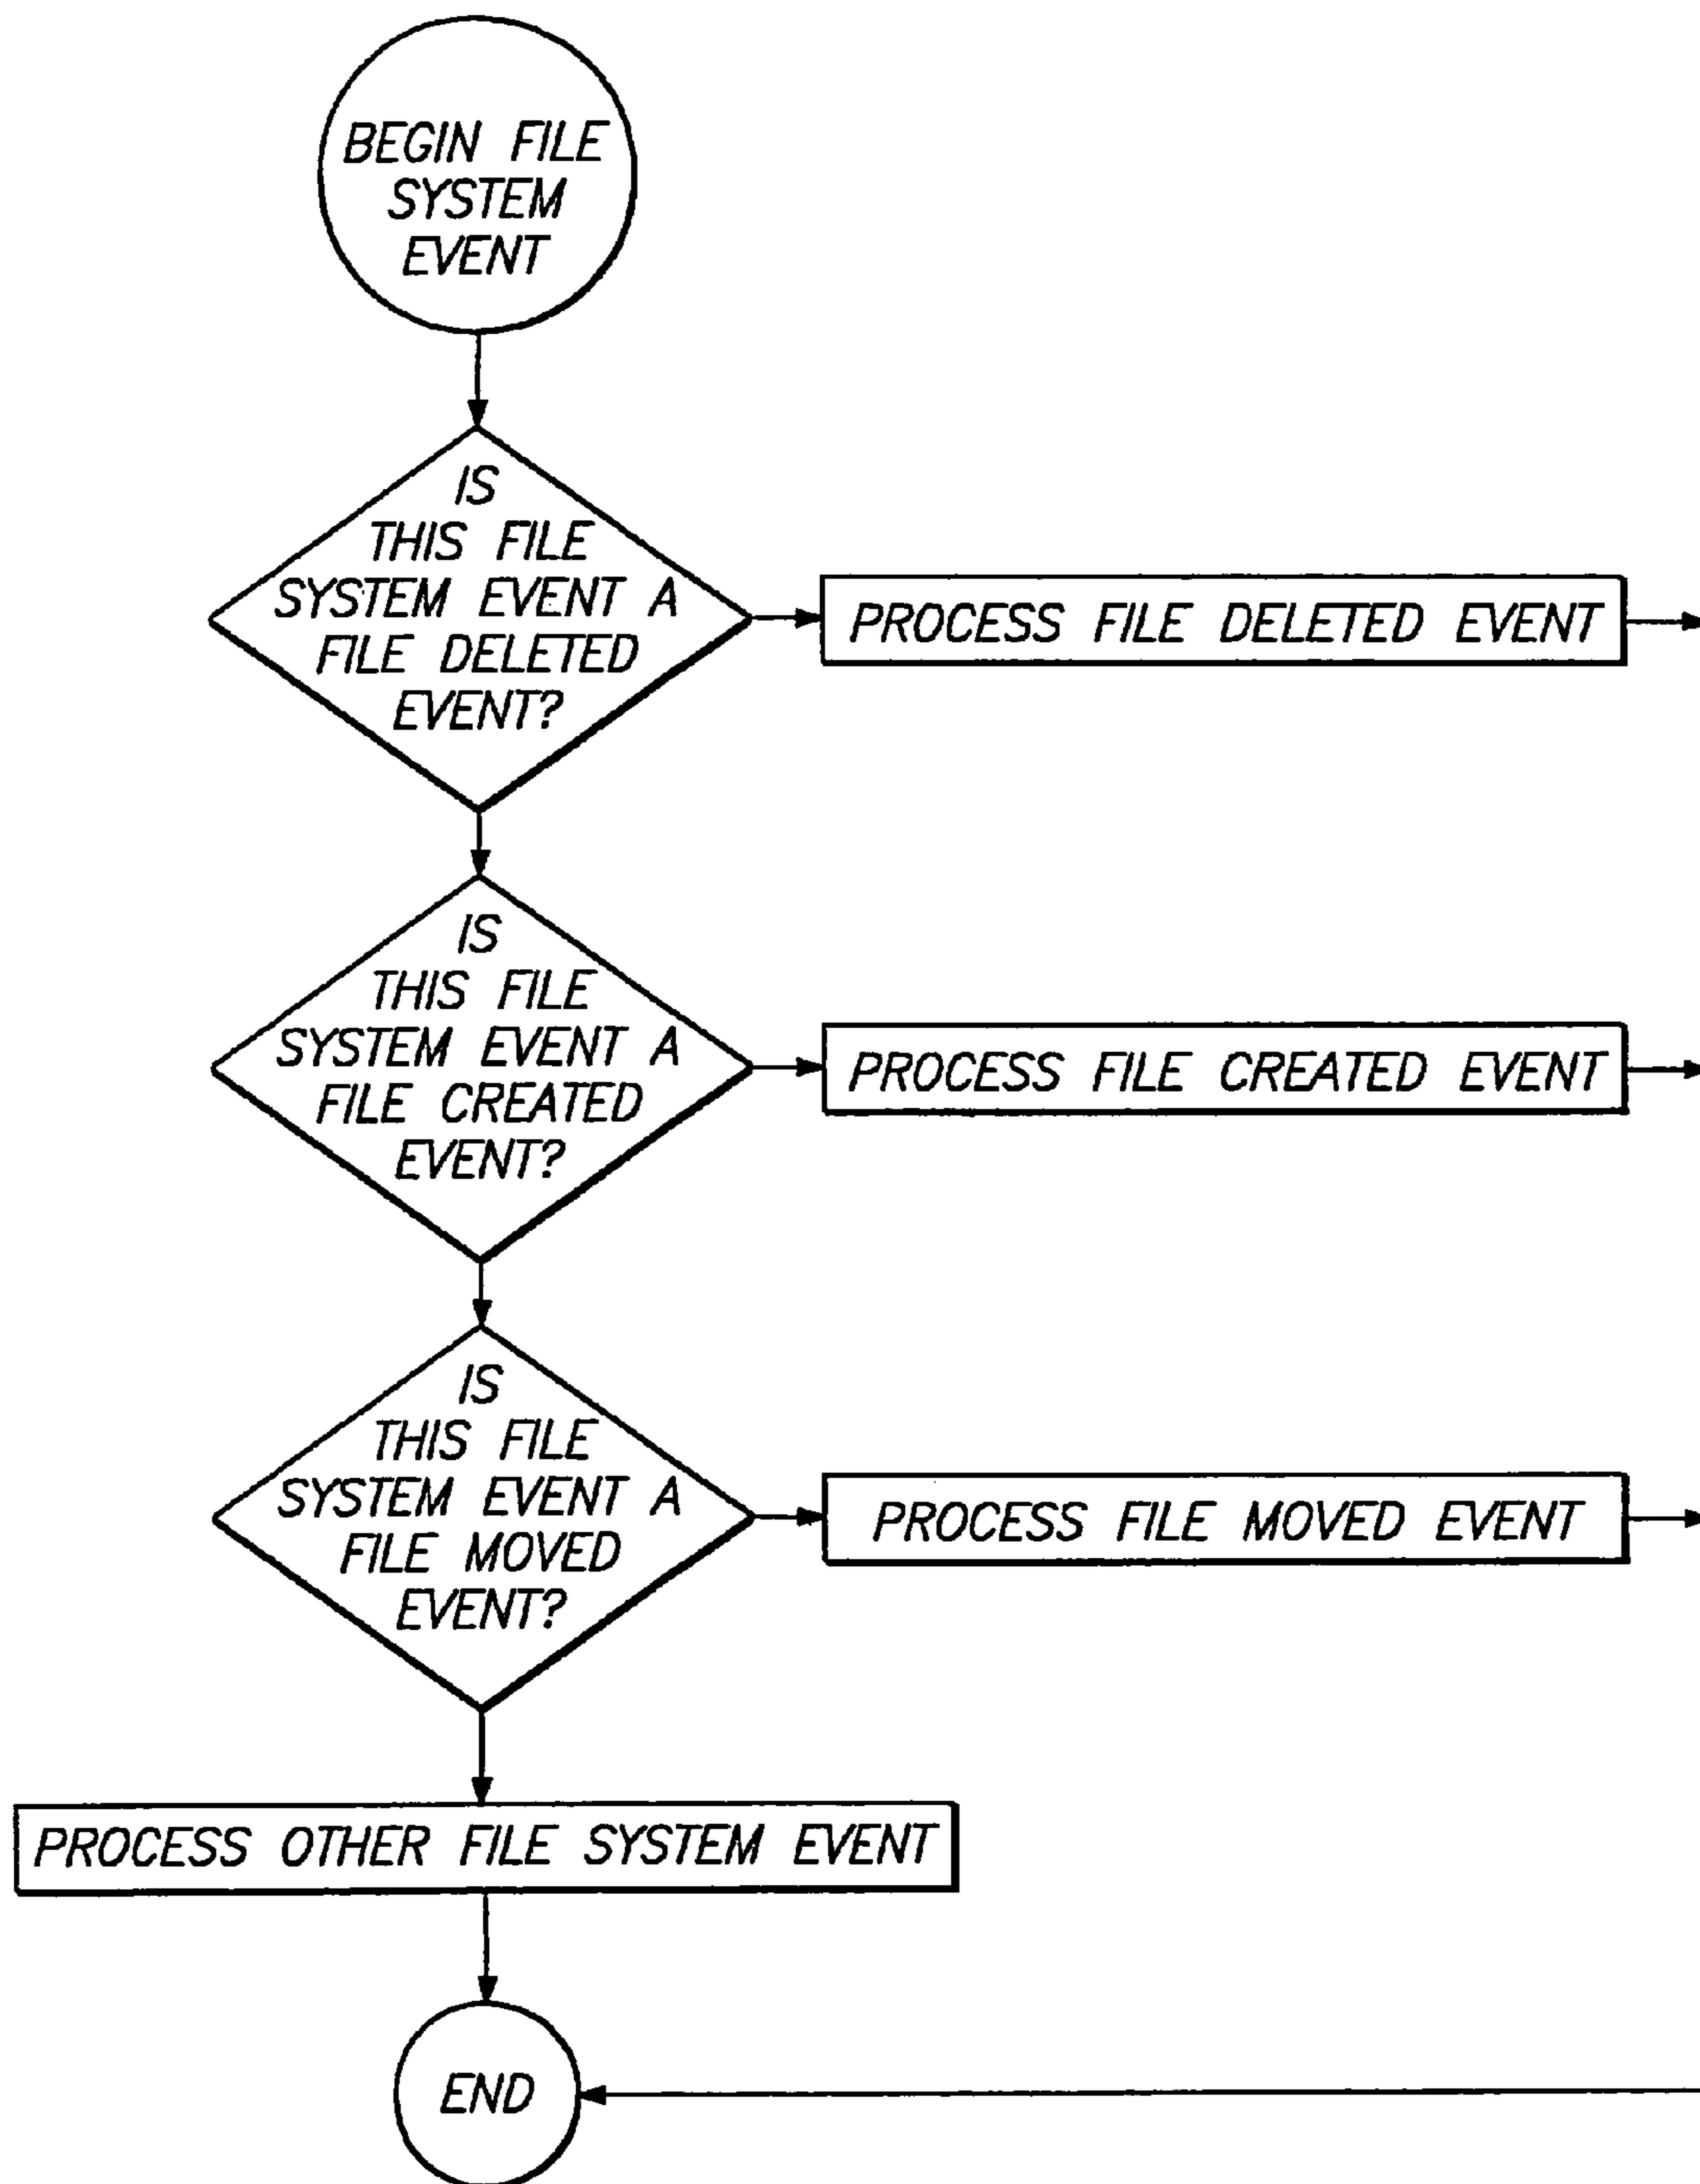 BEGIN FILE
SYSTEM
EVENT
IS
THIS FILE
SYSTEM EVENT A
FILE DELETED
EVENT?
PROCESS FILE DELETED EVENT
IS
THIS FILE
SYSTEM EVENT A
FILE CREATED
EVENT?
PROCESS FILE CREATED EVENT
IS
THIS FILE
SYSTEM EVENT A
FILE MOVED
EVENT?
PROCESS FILE MOVED EVENT
PROCESS OTHER FILE SYSTEM EVENT
END